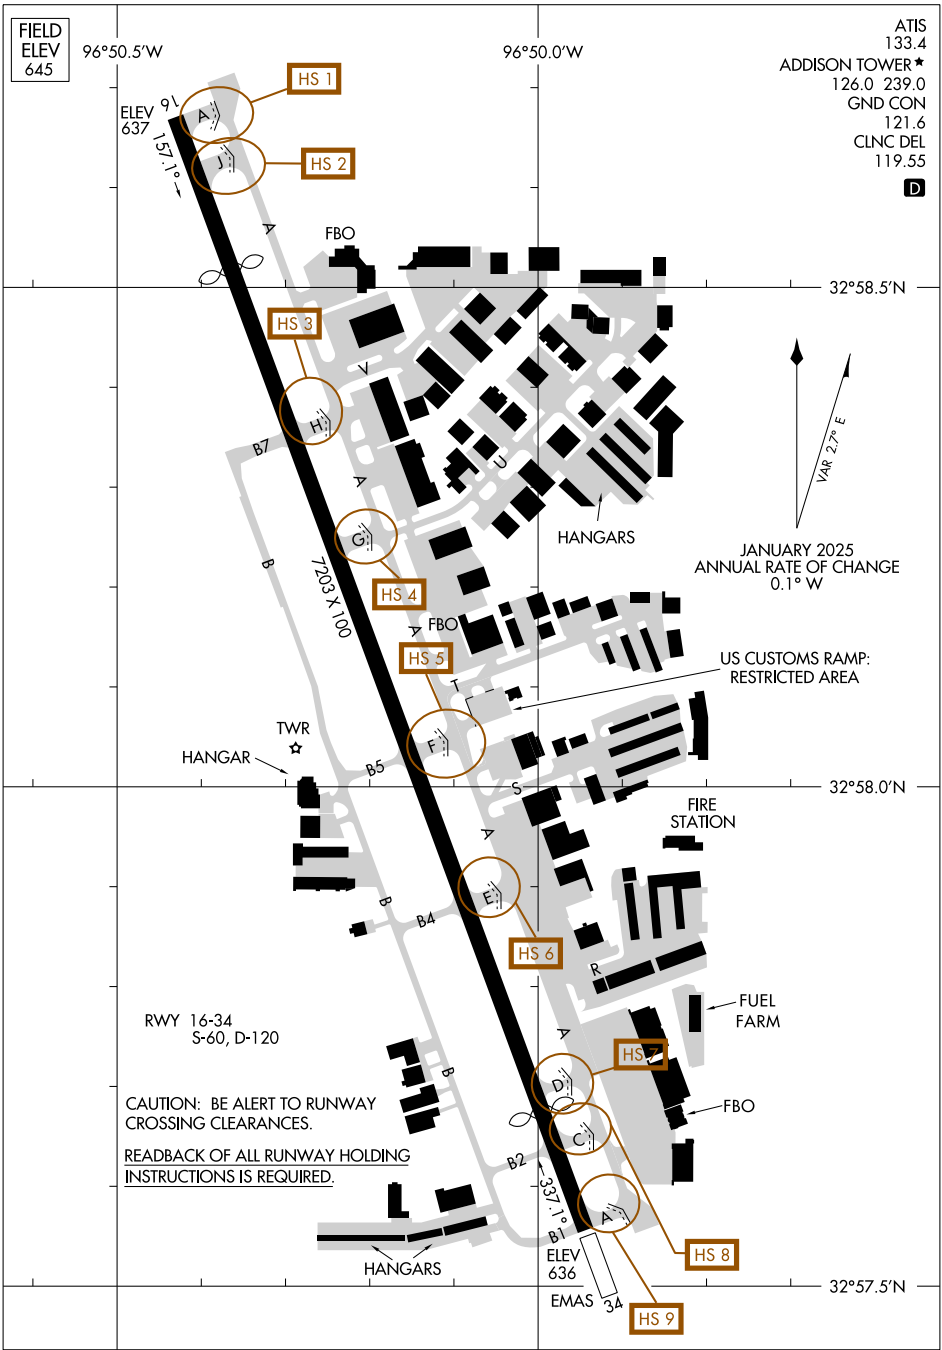 FIELD
ELEV
645
96°50.5'W
96°50.0'W
ATIS
133.4
ADDISON TOWER★
126.0 239.0
GND CON
121.6
CLNC DEL
119.55
D
HS 1
16
ELEV
637
A
157.1°
J
HS 2
A
FBO
32°58.5'N
HS 3
V
H
B7
A
U
VAR 2.7° E
HANGARS
G
JANUARY 2025
ANNUAL RATE OF CHANGE
0.1° W
B
7203 X 100
HS 4
A
FBO
HS 5
US CUSTOMS RAMP:
RESTRICTED AREA
T
TWR
F
HANGAR
B5
S
32°58.0'N
FIRE
STATION
A
E
B
B4
HS 6
R
FUEL
FARM
RWY 16-34
S-60, D-120
A
HS 7
B
D
CAUTION: BE ALERT TO RUNWAY
CROSSING CLEARANCES.
FBO
C
READBACK OF ALL RUNWAY HOLDING
INSTRUCTIONS IS REQUIRED.
B2
337.1°
A
B1
HS 8
HANGARS
ELEV
636
32°57.5'N
EMAS
34
HS 9